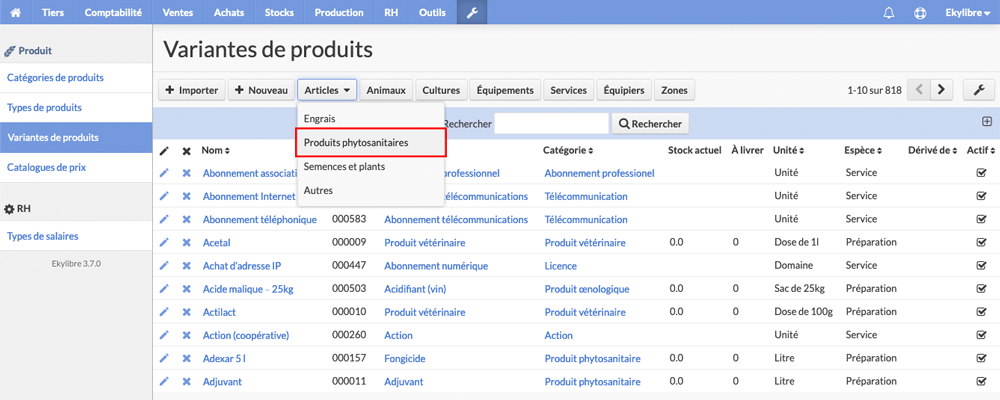 Tiers Comptabilité Ventes Achats Stocks Production RH Outils Ekylibre
Produit
Catégories de produits
Types de produits
Variantes de produits
Catalogues de prix
RH
Types de salaires
Ekylibre 3.7.0
Variantes de produits
+ Importer + Nouveau Articles Animaux Cultures Équipements Services Équipiers Zones 1-10 sur 818
Engrais
Produits phytosanitaires
Semences et plants
Autres
Rechercher Rechercher
Nom Catégorie Stock actuel À livrer Unité Espèce Dérivé de Actif
Abonnement associati professionnel Abonnement professionnel Unité Service
Abonnement Internet télécommunications Télécommunication Unité Service
Abonnement téléphonique 000583 Abonnement télécommunications Télécommunication Unité Service
Acetal 000009 Produit vétérinaire Produit vétérinaire 0.0 0 Dose de 1l Préparation
Achat d'adresse IP 000447 Abonnement numérique Licence Domaine Service
Acide malique - 25kg 000503 Acidifiant (vin) Produit œnologique 0.0 0 Sac de 25kg Préparation
Actilact 000010 Produit vétérinaire Produit vétérinaire 0.0 0 Dose de 100g Préparation
Action (coopérative) 000260 Action Action Unité Service
Adexar 5 l 000157 Fongicide Produit phytosanitaire 0.0 0 Litre Préparation
Adjuvant 000011 Adjuvant Produit phytosanitaire 0.0 0 Litre Préparation